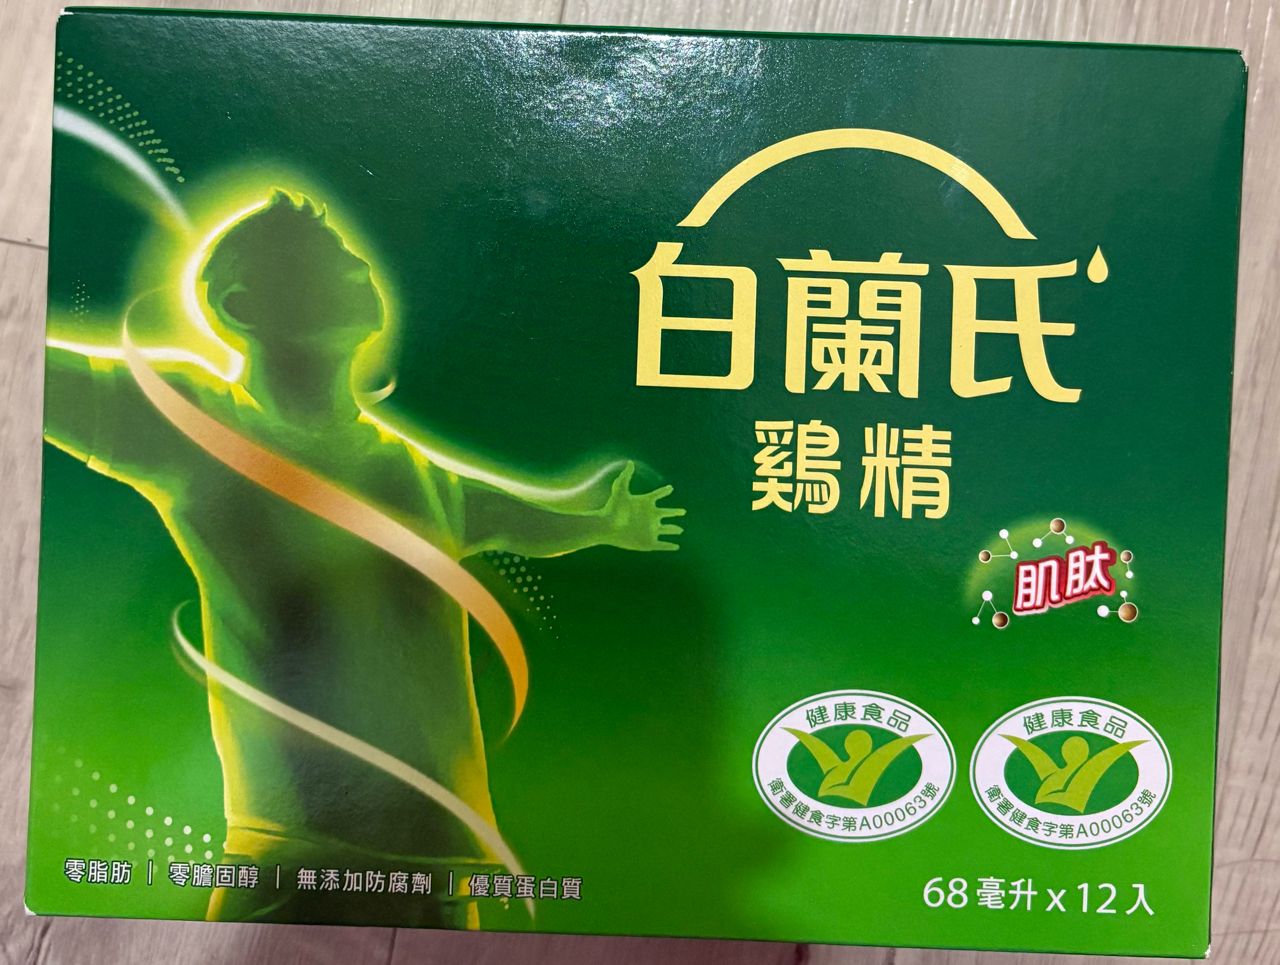 白蘭氏
鷄精
肌肽
健康食品
衛署健食字第A00063號
健康食品
衛署健食字第A00063號
零脂肪｜零膽固醇｜無添加防腐劑｜優質蛋白質
68毫升x12入